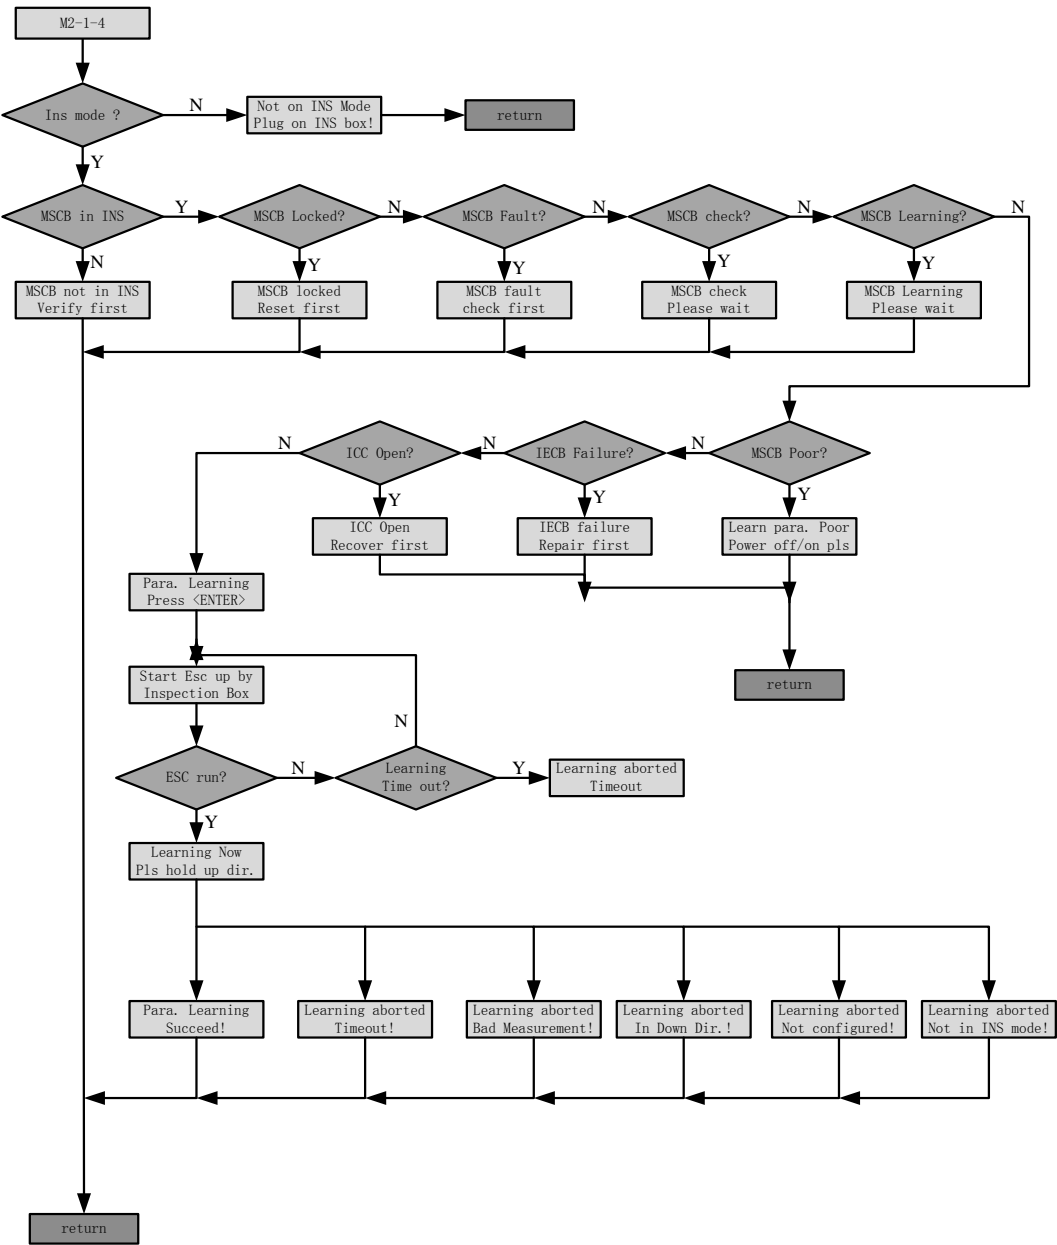 M2-1-4
Ins mode ?
N
Not on INS Mode
Plug on INS box!
return
Y
MSCB in INS
Y
MSCB Locked?
N
MSCB Fault?
N
MSCB check?
N
MSCB Learning?
N
N
Y
Y
Y
Y
MSCB not in INS
Verify first
MSCB locked
Reset first
MSCB fault
check first
MSCB check
Please wait
MSCB Learning
Please wait
N
ICC Open?
N
IECB Failure?
N
MSCB Poor?
Y
Y
Y
ICC Open
Recover first
IECB failure
Repair first
Learn para. Poor
Power off/on pls
Para. Learning
Press <ENTER>
Start Esc up by
Inspection Box
return
N
ESC run?
N
Learning
Time out?
Y
Learning aborted
Timeout
Y
Learning Now
Pls hold up dir.
Para. Learning
Succeed!
Learning aborted
Timeout!
Learning aborted
Bad Measurement!
Learning aborted
In Down Dir.!
Learning aborted
Not configured!
Learning aborted
Not in INS mode!
return